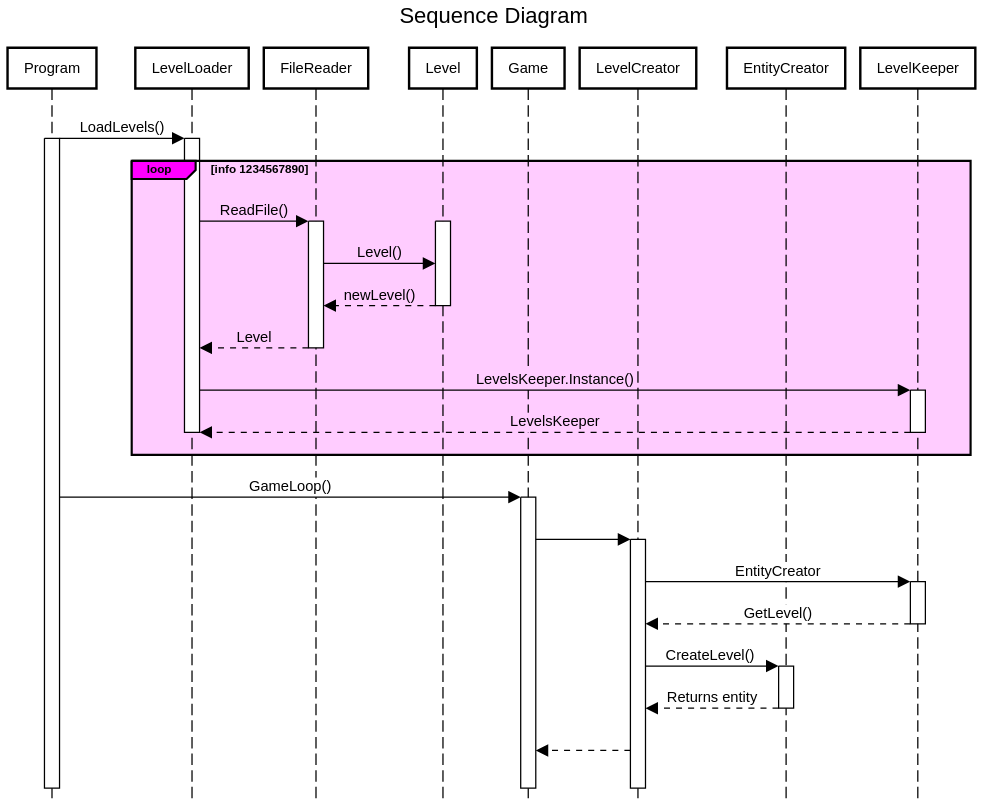 Sequence Diagram
Program
LevelLoader
FileReader
Level
Game
LevelCreator
EntityCreator
LevelKeeper
LoadLevels()
loop
[info 1234567890]
ReadFile()
Level()
newLevel()
Level
LevelsKeeper.Instance()
LevelsKeeper
GameLoop()
EntityCreator
GetLevel()
CreateLevel()
Returns entity